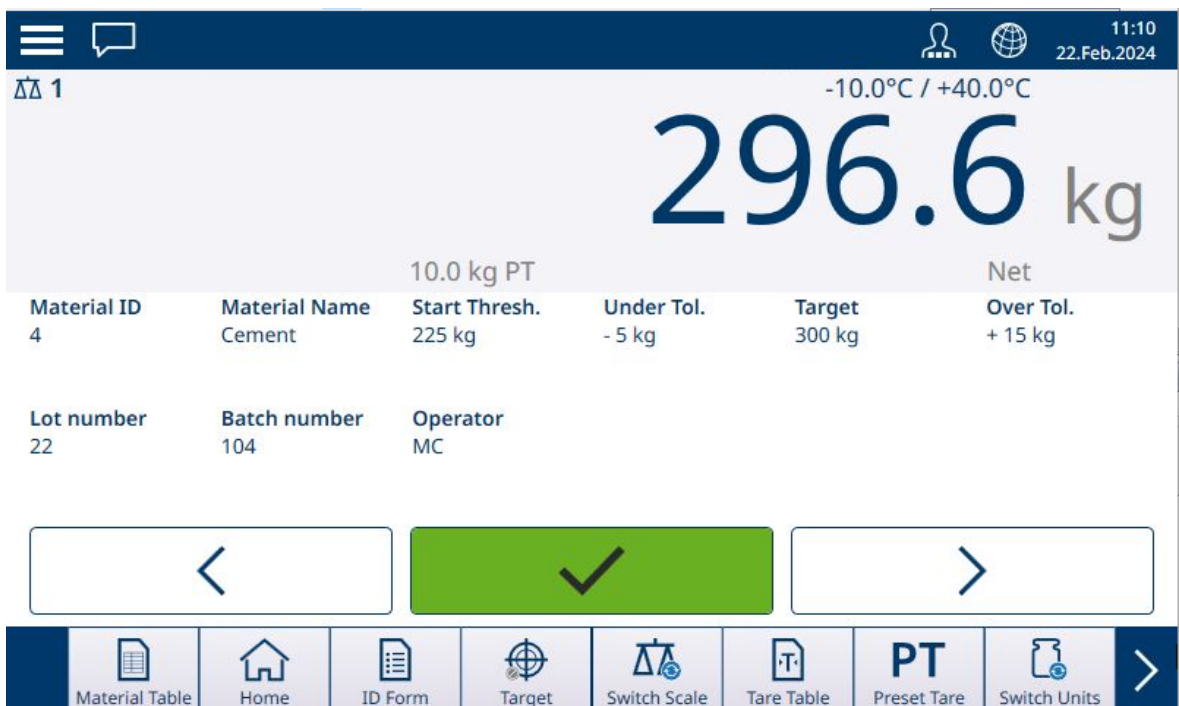 11:10
22.Feb.2024
1
-10.0°C / +40.0°C
296.6 kg
10.0 kg PT Net
Material ID Material Name Start Thresh. Under Tol. Target Over Tol.
4 Cement 225 kg - 5 kg 300 kg + 15 kg
Lot number Batch number Operator
22 104 MC
PT
Material Table Home ID Form Target Switch Scale Tare Table Preset Tare Switch Units